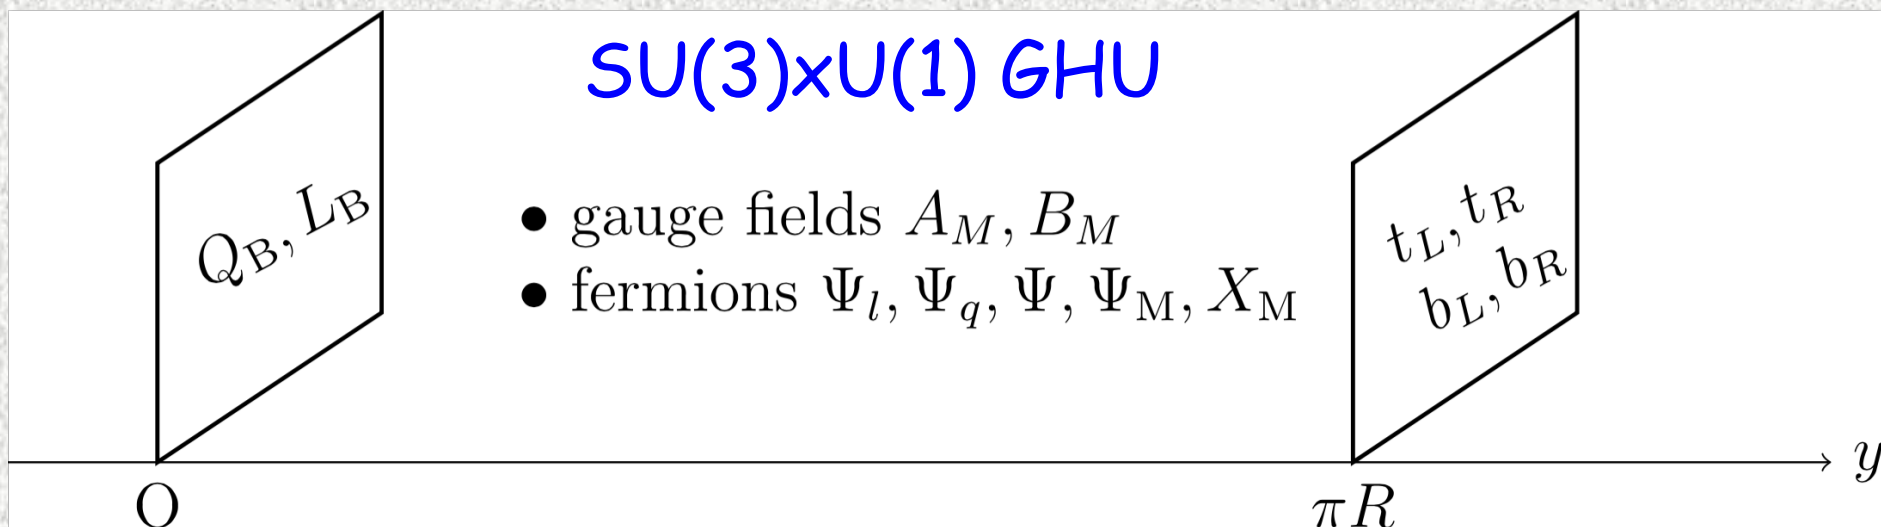 SU(3)xU(1) GHU
Q_B, L_B
• gauge fields A_M, B_M
• fermions Ψ_l, Ψ_q, Ψ, Ψ_M, X_M
t_L, t_R
b_L, b_R
y
O
πR